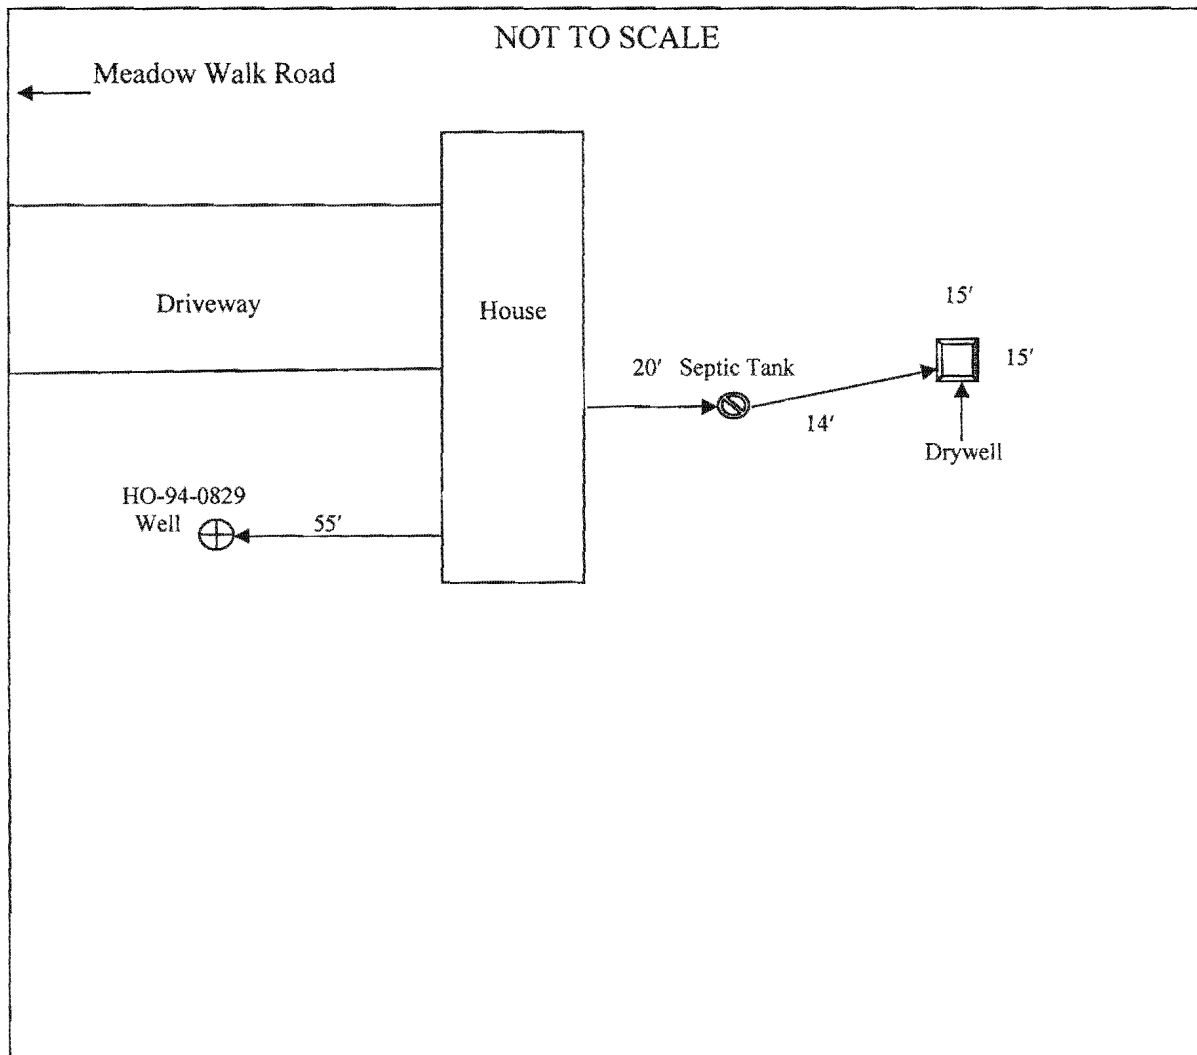 NOT TO SCALE
Meadow Walk Road
Driveway
House
15′
15′
20′ Septic Tank
14′
Drywell
HO-94-0829
Well
55′